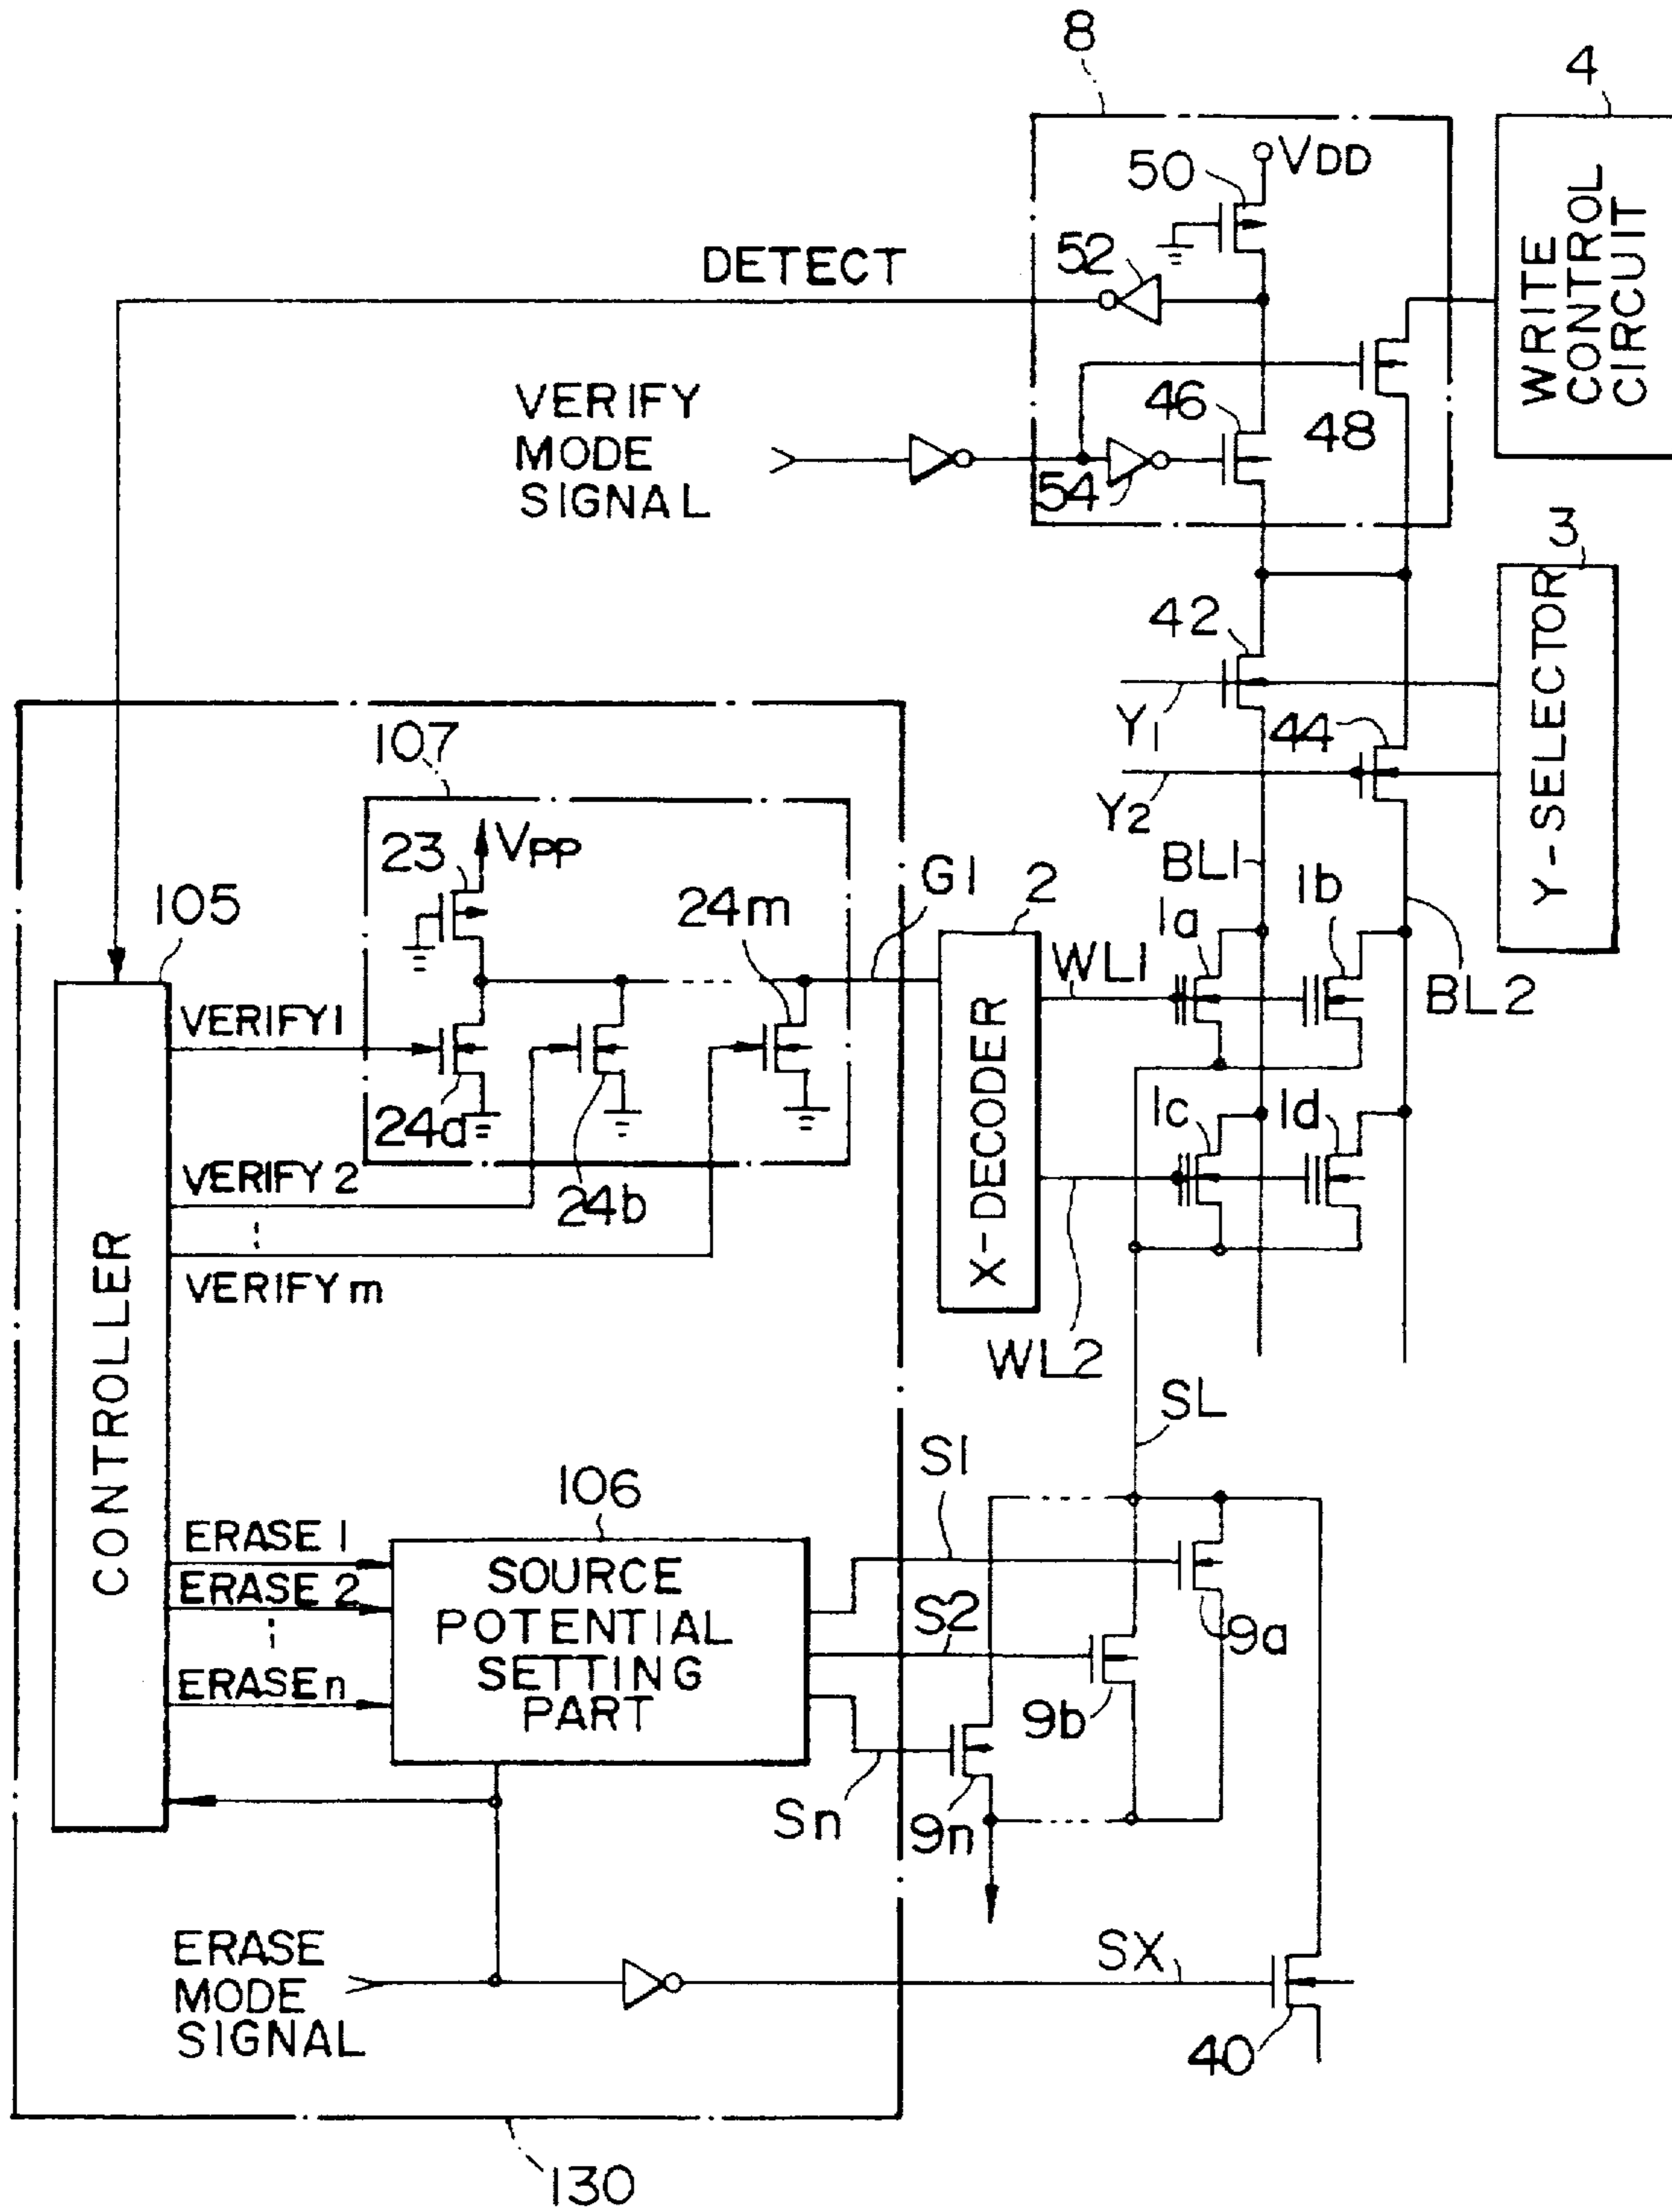 8
4
50
VDD
WRITE
CONTROL
CIRCUIT
DETECT
52
VERIFY
MODE
SIGNAL
46
48
54
3
Y-SELECTOR
42
Y1
44
Y2
107
23
VPP
24m
G1
2
BL1
1b
1a
105
WL1
BL2
VERIFY1
24a
X-DECODER
1c
1d
VERIFY 2
24b
VERIFYm
WL2
CONTROLLER
SL
S1
106
ERASE 1
SOURCE
POTENTIAL
SETTING
PART
ERASE 2
S2
9a
ERASEn
9b
Sn
9n
ERASE
MODE
SIGNAL
SX
40
130